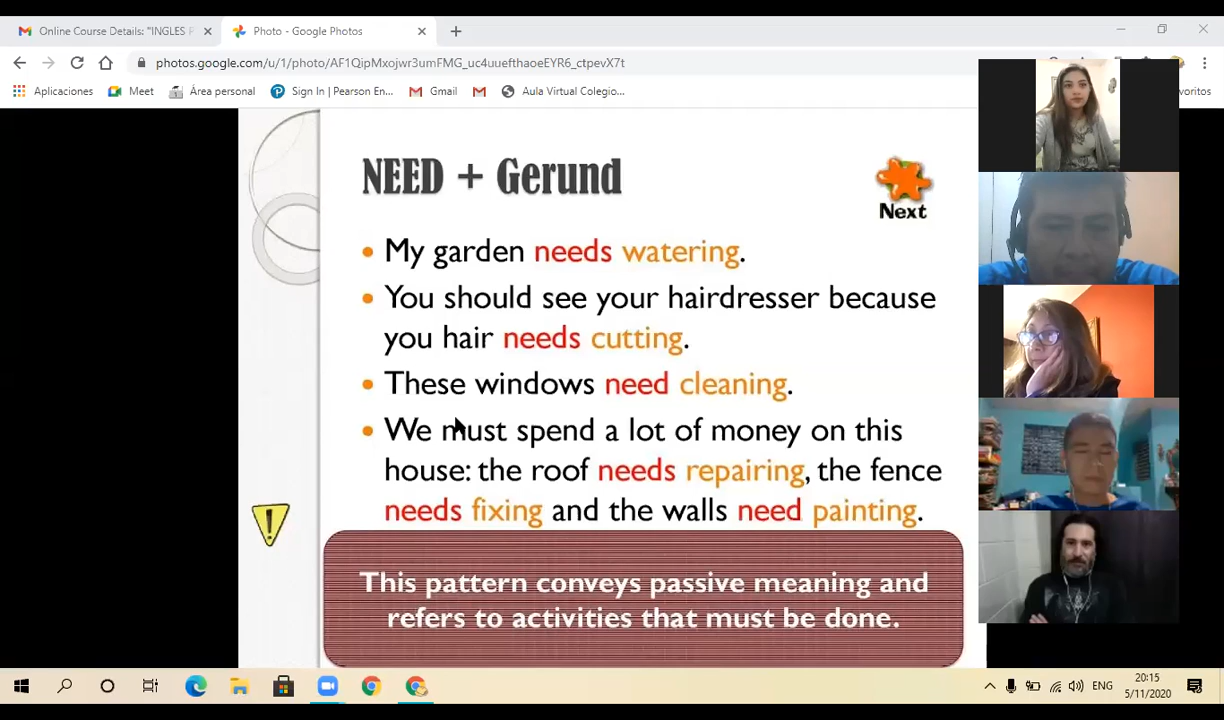 Online Course Details: "INGLES F
Photo - Google Photos
photos.google.com/u/1/photo/AF1QipMxojwr3umFMG_uc4uuefthaoeEYR6_ctpevX7t
Aplicaciones
Meet
Área personal
Sign In | Pearson En...
Gmail
Aula Virtual Colegio...
voritos
NEED + Gerund
Next
• My garden needs watering.
• You should see your hairdresser because
you hair needs cutting.
• These windows need cleaning.
• We must spend a lot of money on this
house: the roof needs repairing, the fence
needs fixing and the walls need painting.
This pattern conveys passive meaning and
refers to activities that must be done.
ENG
20:15
5/11/2020